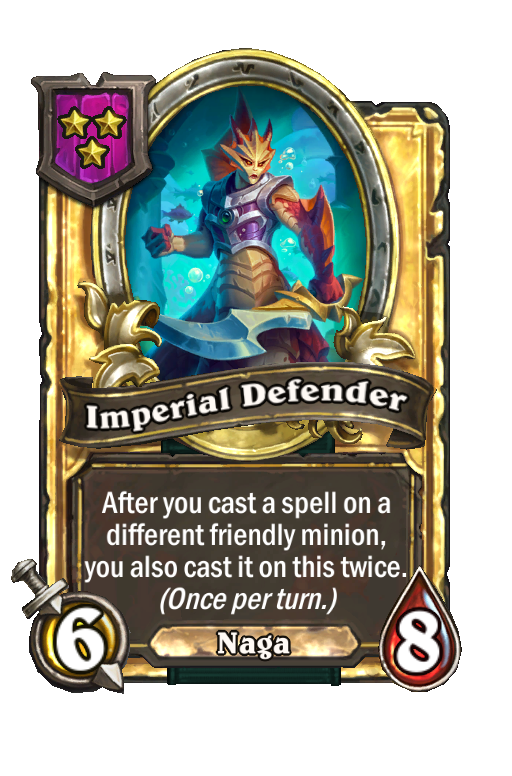 Imperial Defender
After you cast a spell on a
different friendly minion,
you also cast it on this twice.
(Once per turn.)
6
Naga
8